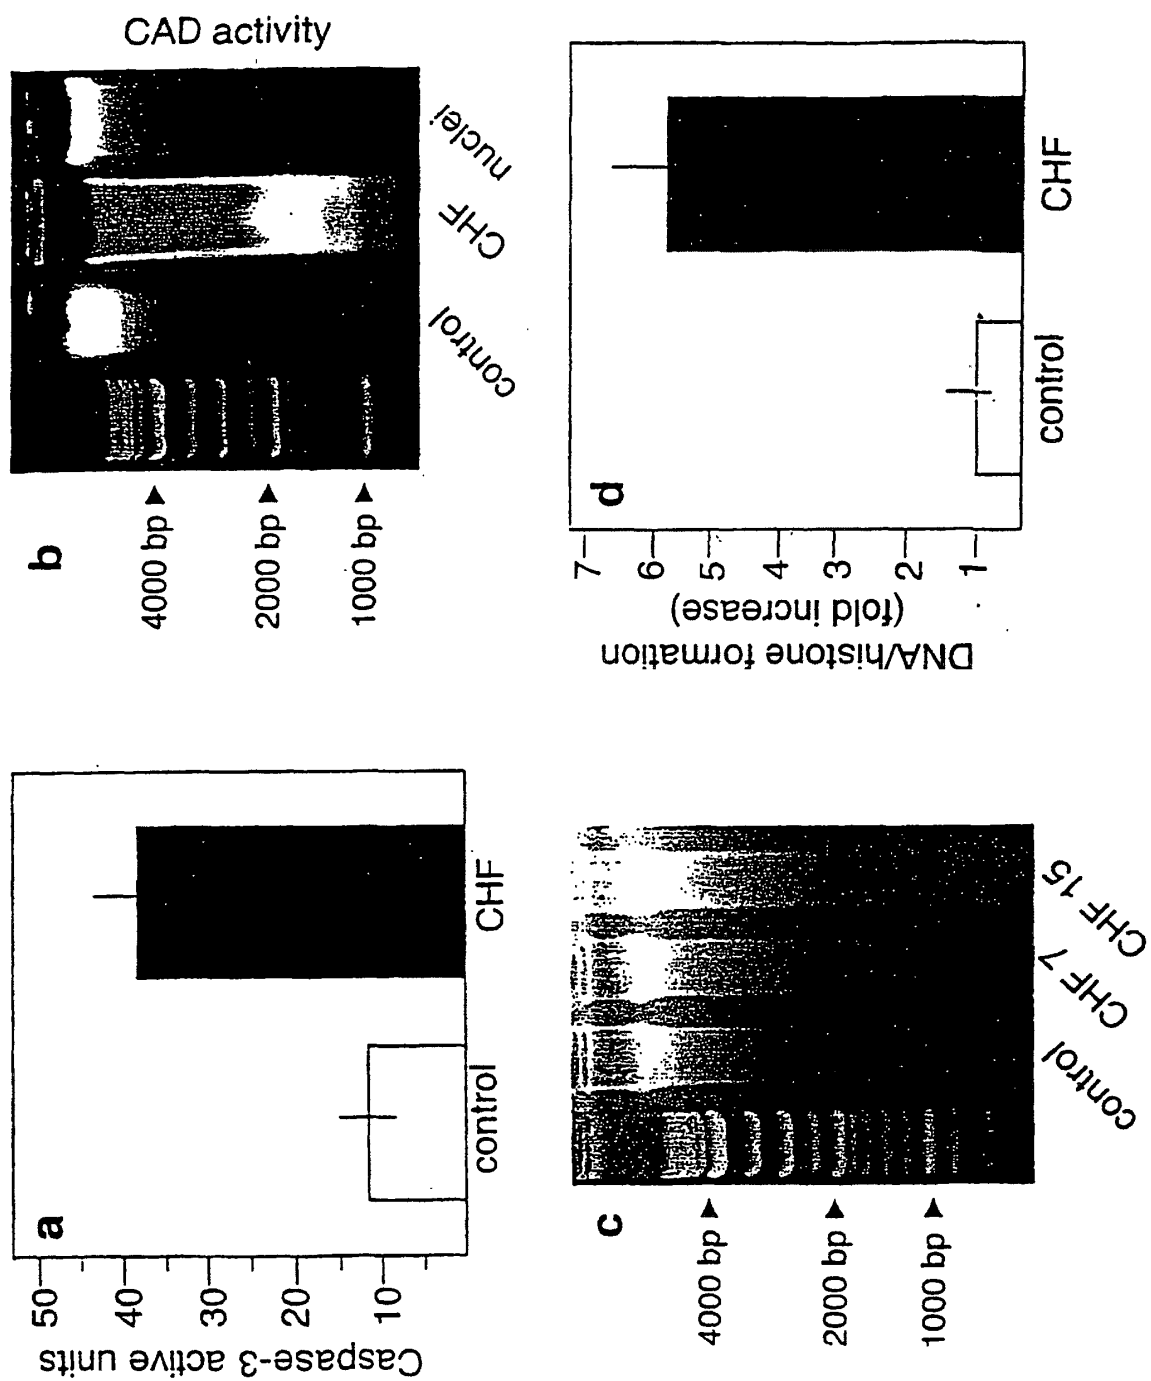 a
Caspase-3 active units
50
40
30
20
10
control
CHF
b
4000 bp
2000 bp
1000 bp
control
CHF
nuclei
CAD activity
c
4000 bp
2000 bp
1000 bp
control
CHF 7
CHF 15
d
DNA/histone formation
(fold increase)
7
6
5
4
3
2
1
control
CHF